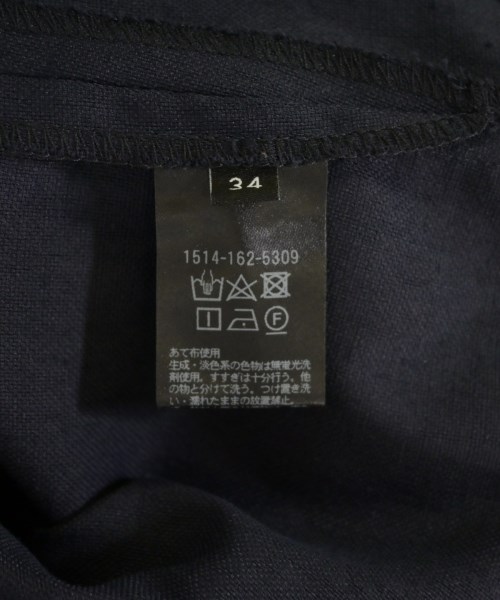 34
1514-162-5309
F
あて布使用
生成・淡色系の色物は無蛍光洗
剤使用。すすぎは十分行う。他
の物と分けて洗う。つけ置き洗
い・濡れたままの放置禁止。